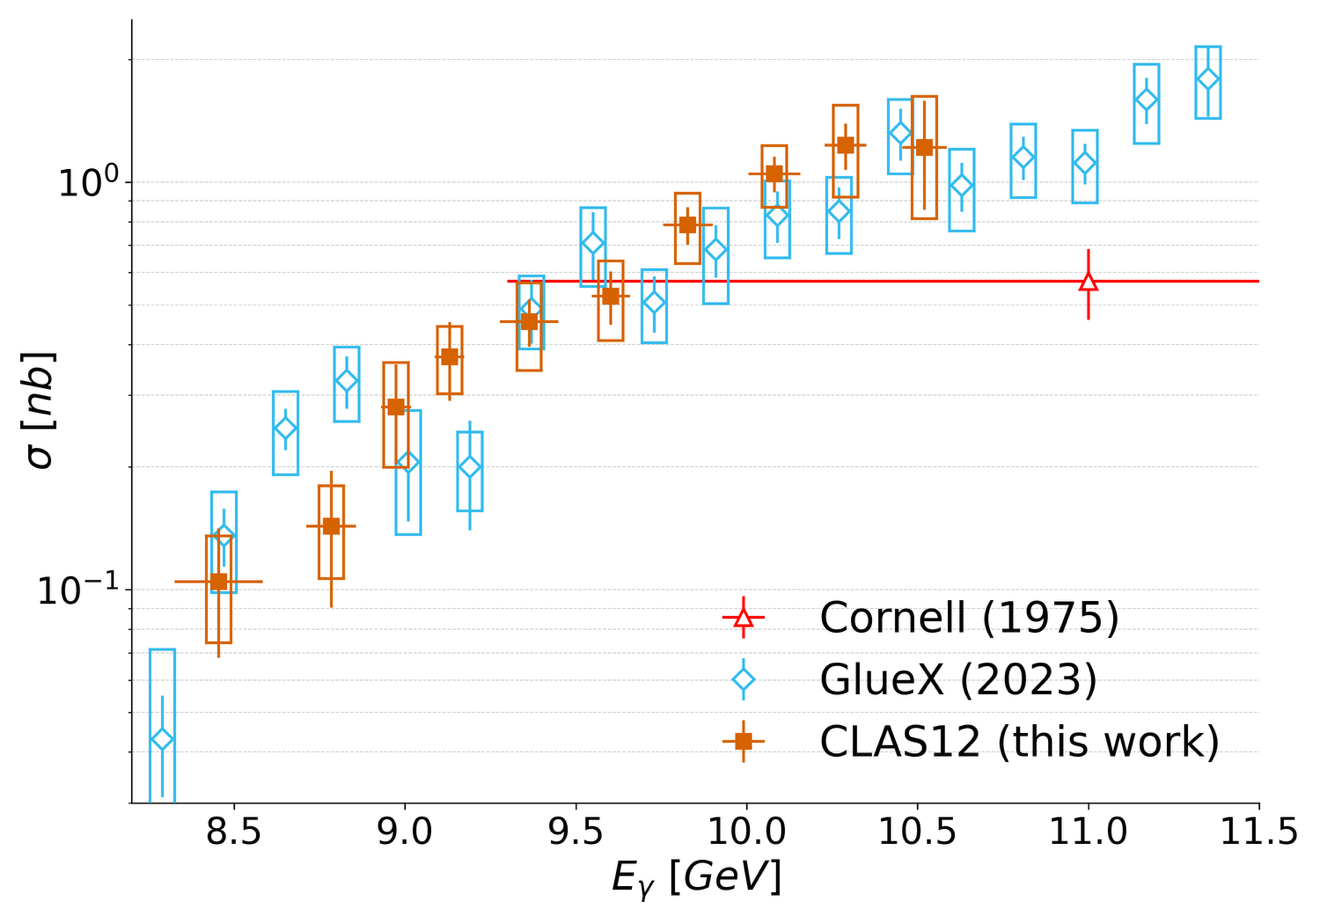 σ [nb]
10⁰
10⁻¹
Cornell (1975)
GlueX (2023)
CLAS12 (this work)
8.5 9.0 9.5 10.0 10.5 11.0 11.5
Eγ [GeV]